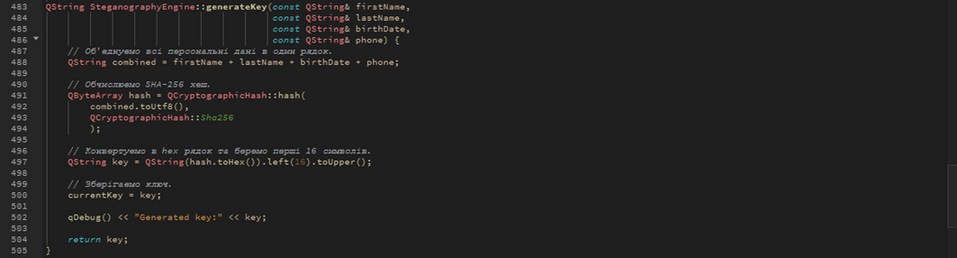 483 QString SteganographyEngine::generateKey(const QString& firstName,
484 const QString& lastName,
485 const QString& birthDate,
486 const QString& phone) {
487 // Об'єднуємо всі персональні дані в один рядок.
488 QString combined = firstName + lastName + birthDate + phone;
489
490 // Обчислюємо SHA-256 хеш.
491 QByteArray hash = QCryptographicHash::hash(
492 combined.toUtf8(),
493 QCryptographicHash::Sha256
494 );
495
496 // Конвертуємо в hex рядок та беремо перші 16 символів.
497 QString key = QString(hash.toHex()).left(16).toUpper();
498
499 // Зберігаємо ключ.
500 currentKey = key;
501
502 qDebug() << "Generated key:" << key;
503
504 return key;
505 }